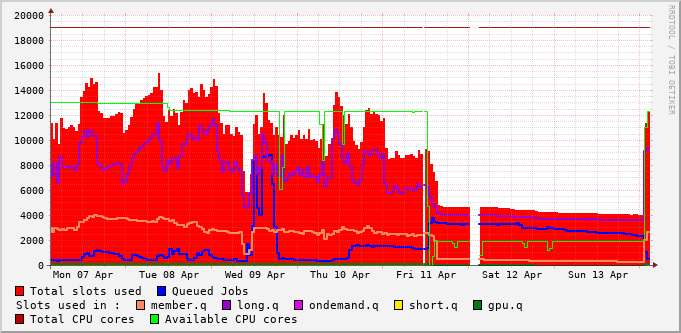 20000
18000
16000
14000
12000
10000
8000
6000
4000
2000
0
Mon 07 Apr Tue 08 Apr Wed 09 Apr Thu 10 Apr Fri 11 Apr Sat 12 Apr Sun 13 Apr
Total slots used Queued Jobs
Slots used in : member.q long.q ondemand.q short.q gpu.q
Total CPU cores Available CPU cores
RRDTOOL / TOBI OETIKER